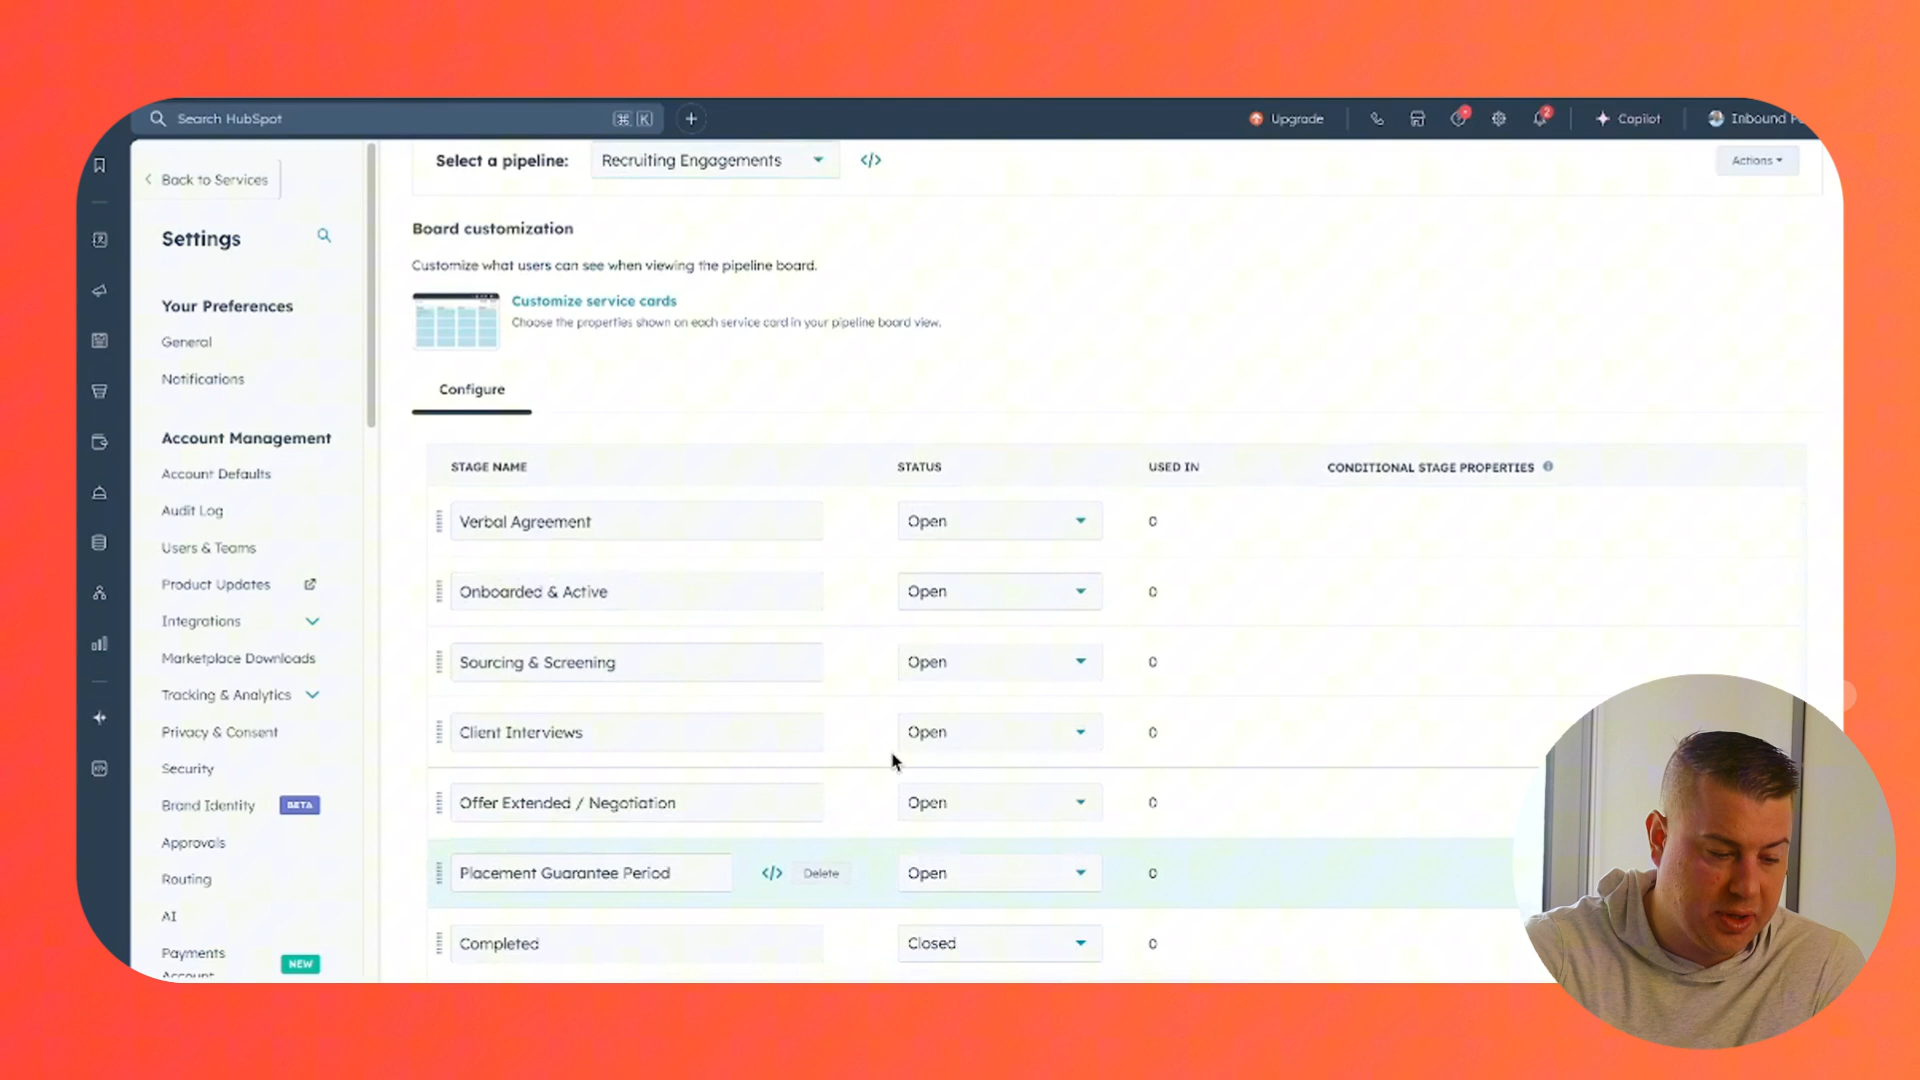 Search HubSpot
⌘ K
Upgrade
2
Copilot
Inbound
Back to Services
Select a pipeline:
Recruiting Engagements
</>
Actions
Settings
Board customization
Customize what users can see when viewing the pipeline board.
Customize service cards
Choose the properties shown on each service card in your pipeline board view.
Your Preferences
General
Notifications
Configure
Account Management
Account Defaults
Audit Log
Users & Teams
Product Updates
Integrations
Marketplace Downloads
Tracking & Analytics
Privacy & Consent
Security
Brand Identity BETA
Approvals
Routing
AI
Payments
Account NEW
STAGE NAME STATUS USED IN CONDITIONAL STAGE PROPERTIES
Verbal Agreement Open 0
Onboarded & Active Open 0
Sourcing & Screening Open 0
Client Interviews Open 0
Offer Extended / Negotiation Open 0
Placement Guarantee Period </> Delete Open 0
Completed Closed 0